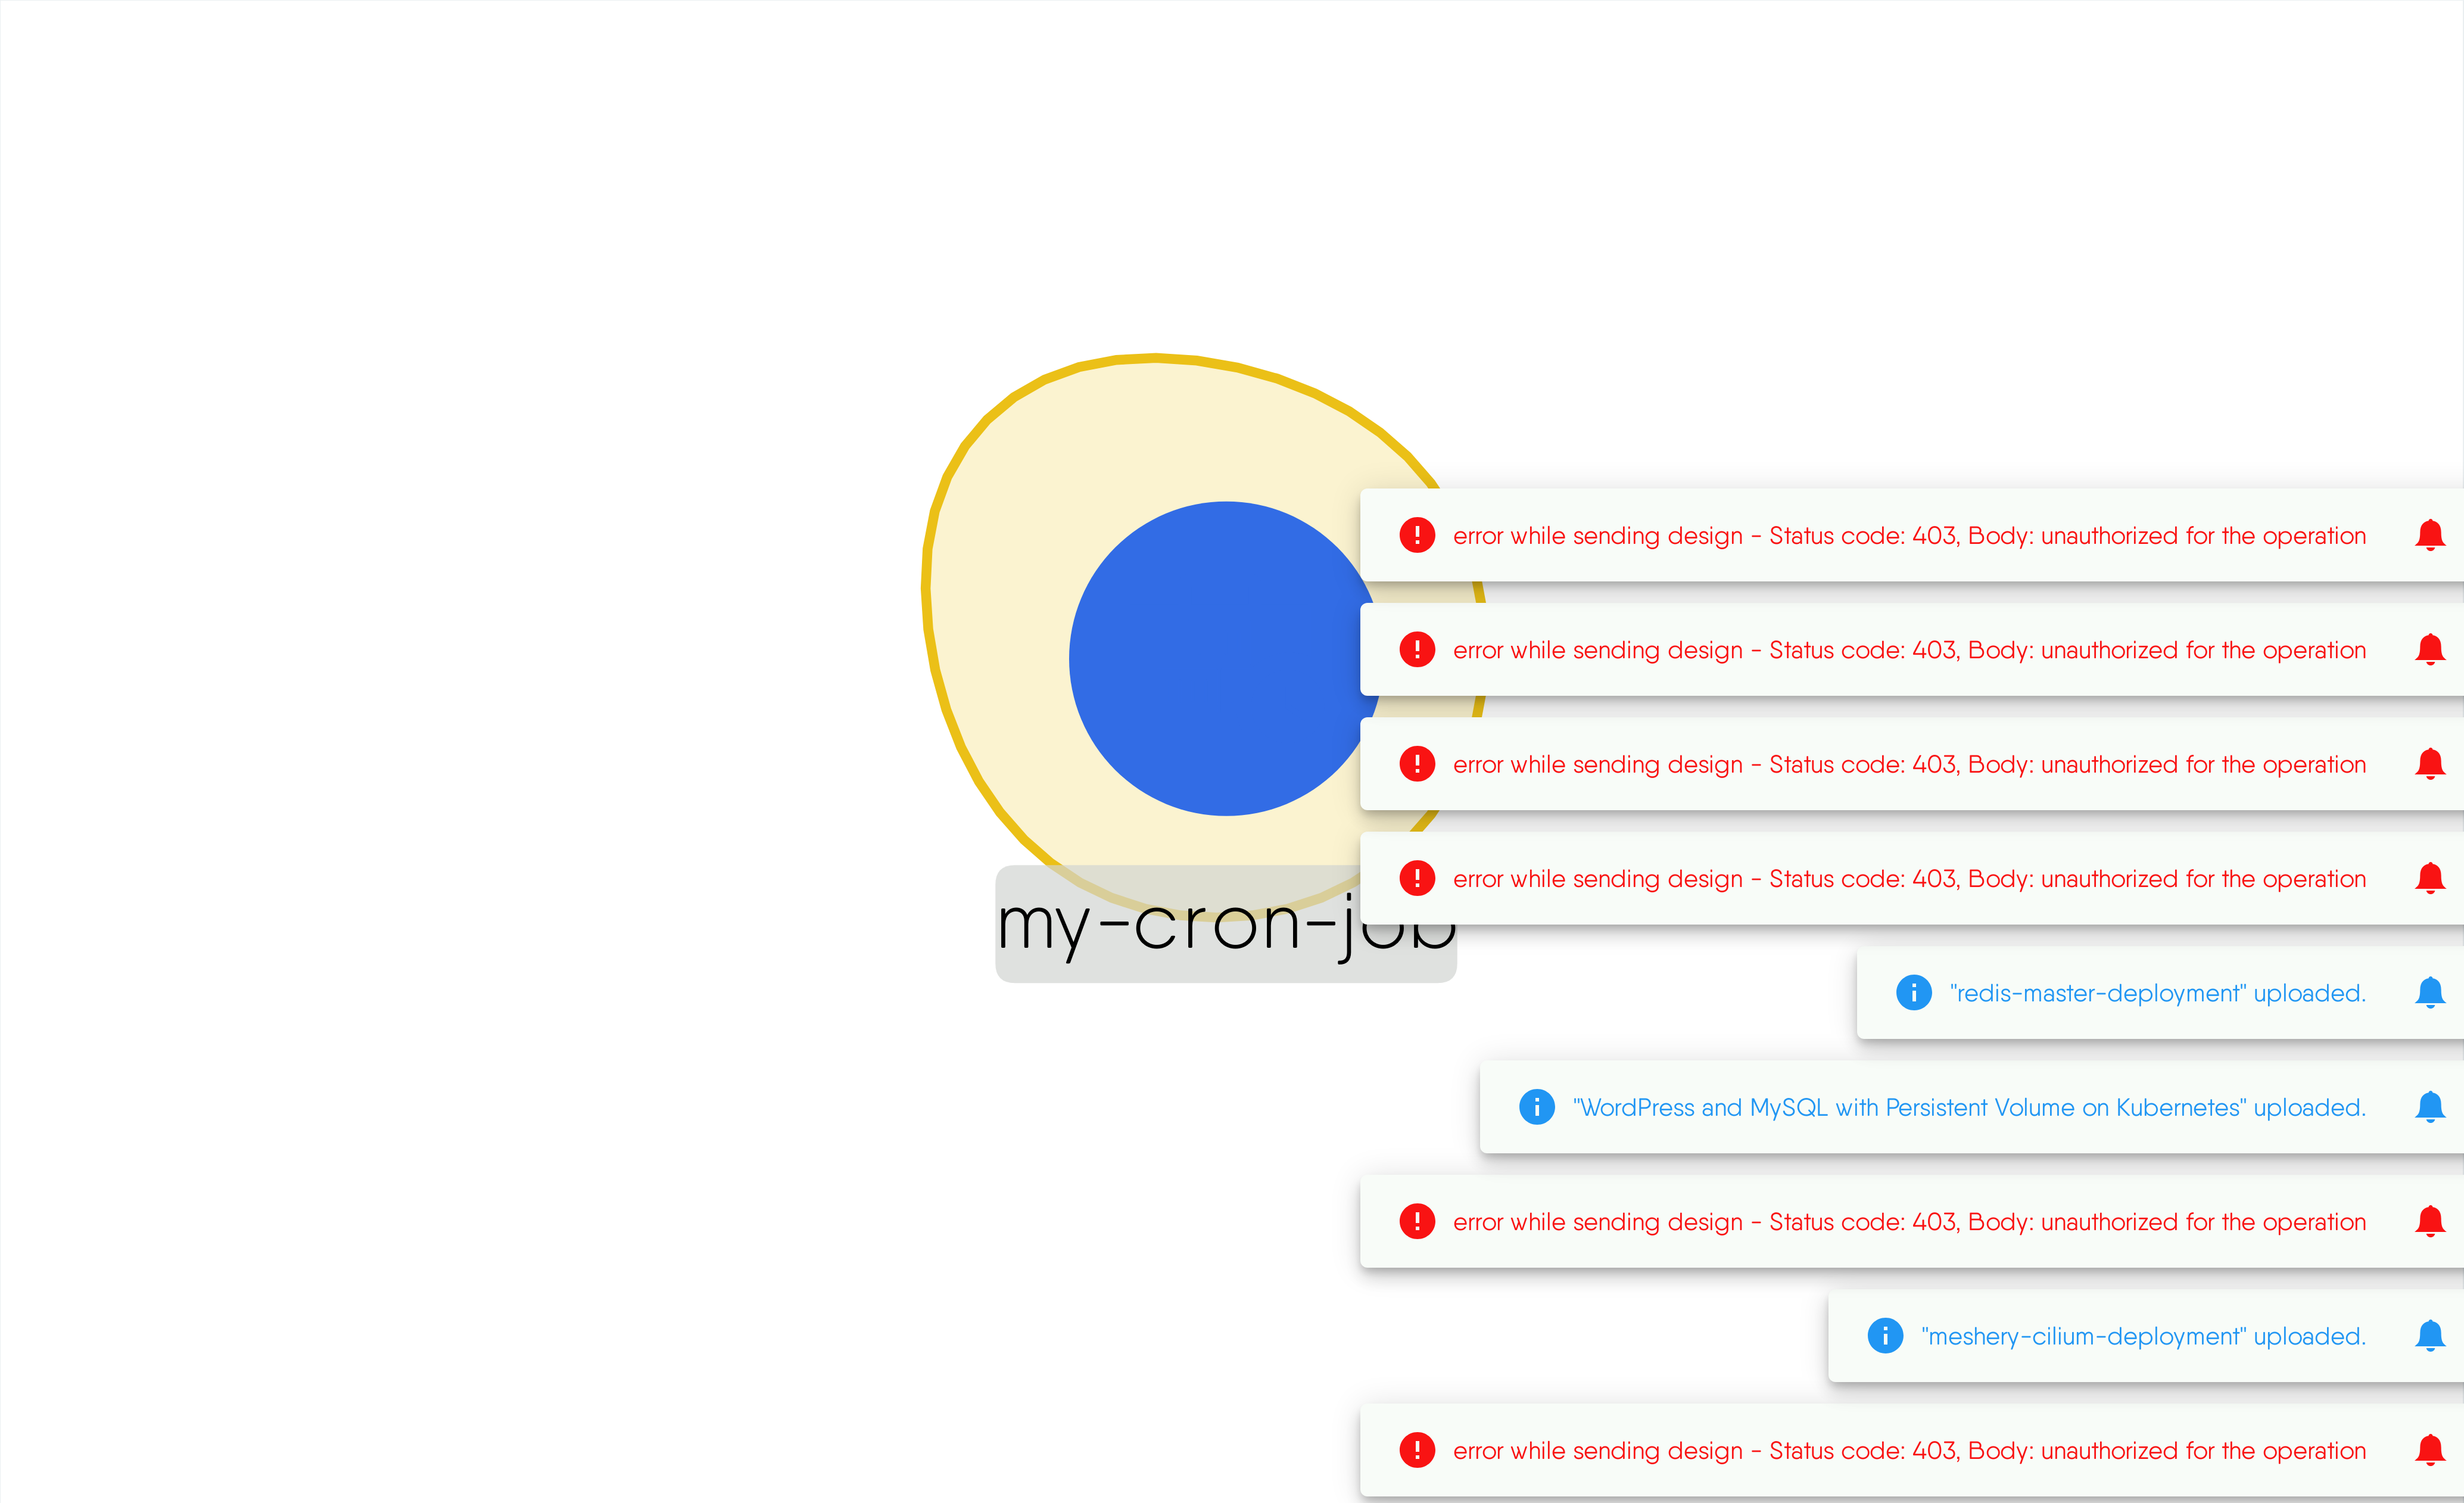 error while sending design - Status code: 403, Body: unauthorized for the operation
error while sending design - Status code: 403, Body: unauthorized for the operation
error while sending design - Status code: 403, Body: unauthorized for the operation
error while sending design - Status code: 403, Body: unauthorized for the operation
my-cron-job
"redis-master-deployment" uploaded.
"WordPress and MySQL with Persistent Volume on Kubernetes" uploaded.
error while sending design - Status code: 403, Body: unauthorized for the operation
"meshery-cilium-deployment" uploaded.
error while sending design - Status code: 403, Body: unauthorized for the operation